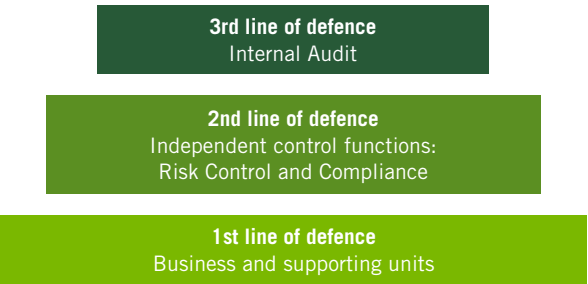 3rd line of defence
Internal Audit
2nd line of defence
Independent control functions:
Risk Control and Compliance
1st line of defence
Business and supporting units